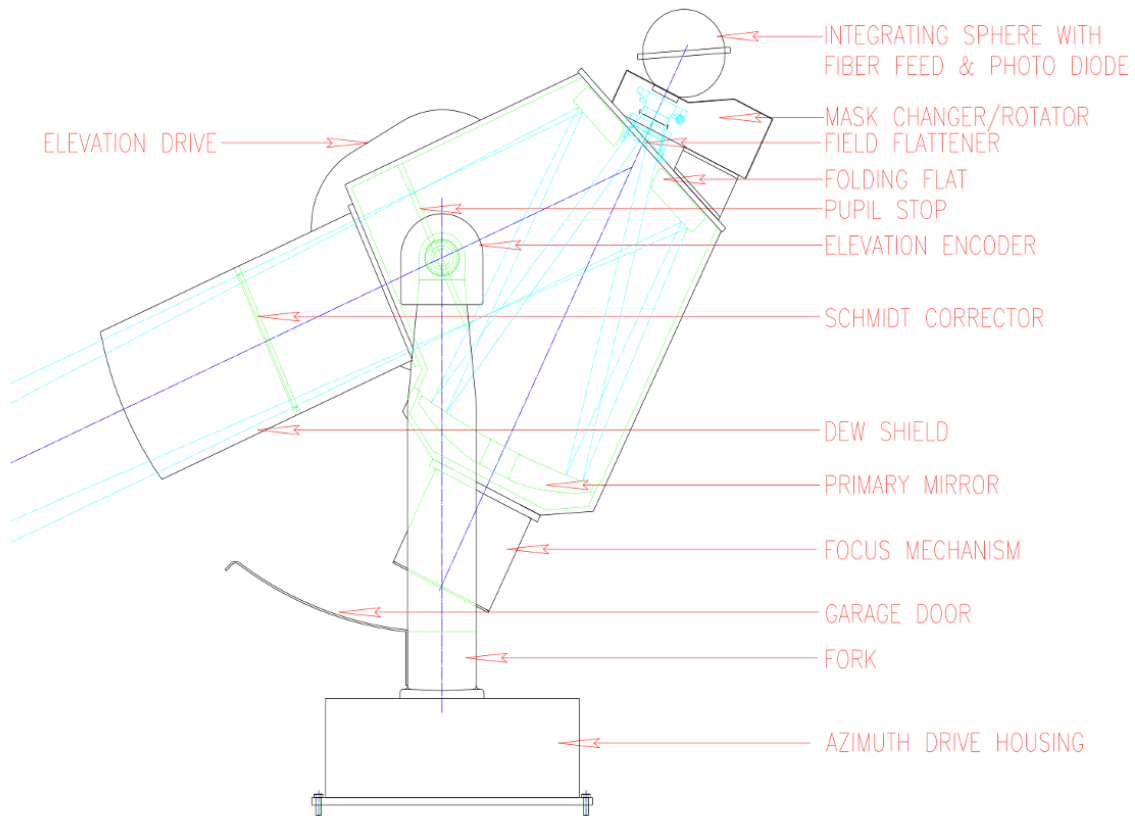 INTEGRATING SPHERE WITH
FIBER FEED & PHOTO DIODE
MASK CHANGER/ROTATOR
ELEVATION DRIVE
FIELD FLATTENER
FOLDING FLAT
PUPIL STOP
ELEVATION ENCODER
SCHMIDT CORRECTOR
DEW SHIELD
PRIMARY MIRROR
FOCUS MECHANISM
GARAGE DOOR
FORK
AZIMUTH DRIVE HOUSING